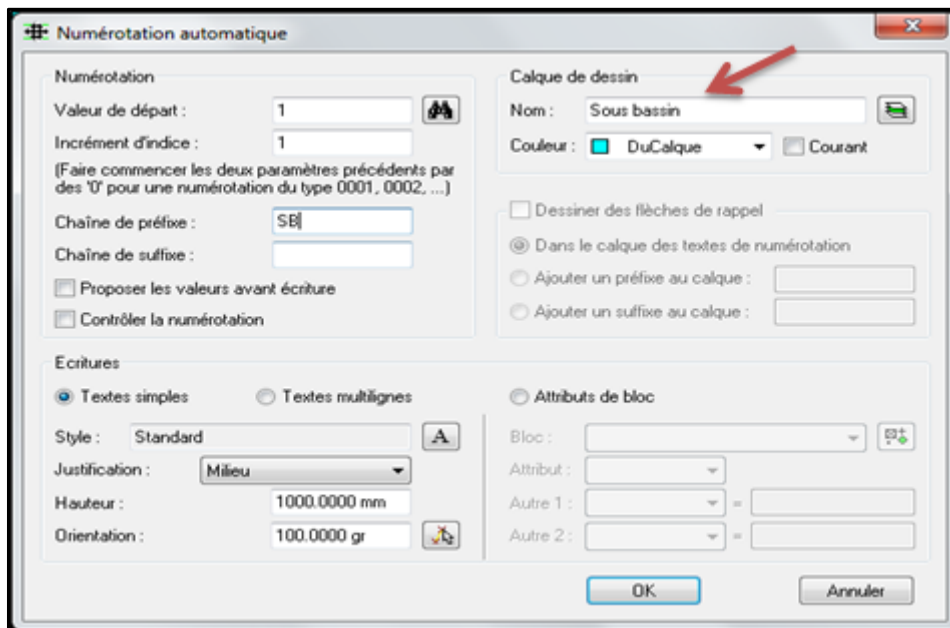 Numérotation automatique
Numérotation
Valeur de départ : 1
Incrément d'indice : 1
(Faire commencer les deux paramètres précédents par
des '0' pour une numérotation du type 0001, 0002, ...)
Chaîne de préfixe : SB
Chaîne de suffixe :
Proposer les valeurs avant écriture
Contrôler la numérotation
Calque de dessin
Nom : Sous bassin
Couleur : DuCalque Courant
Dessiner des flèches de rappel
Dans le calque des textes de numérotation
Ajouter un préfixe au calque :
Ajouter un suffixe au calque :
Ecritures
Textes simples Textes multilignes
Style : Standard A
Justification : Milieu
Hauteur : 1000.0000 mm
Orientation : 100.0000 gr
Attributs de bloc
Bloc :
Attribut :
Autre 1 : =
Autre 2 : =
OK Annuler